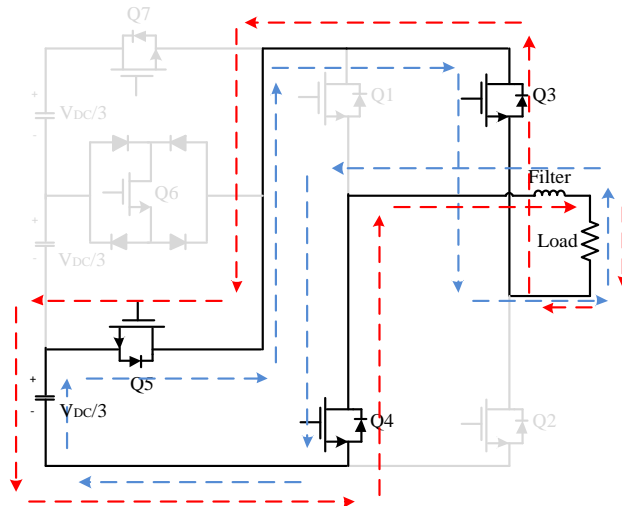 Q7
+
VDC/3
-
Q1
Q3
Q6
Filter
+
VDC/3
-
Load
Q5
+
VDC/3
-
Q4
Q2